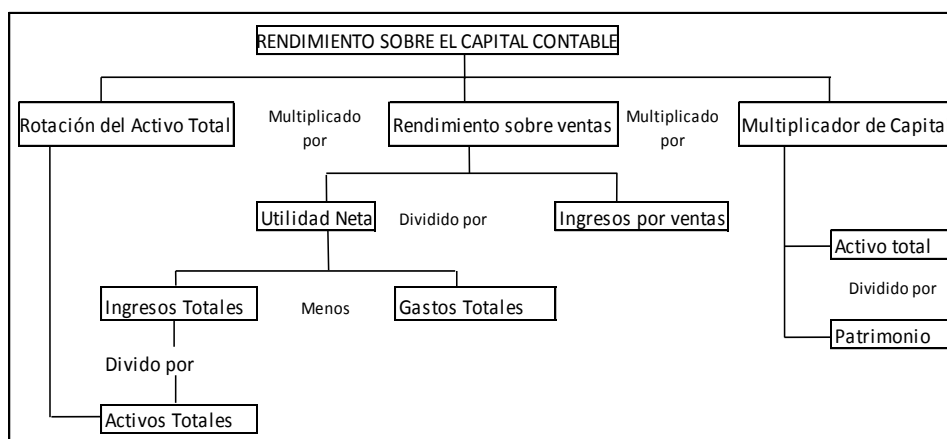 RENDIMIENTO SOBRE EL CAPITAL CONTABLE
Rotación del Activo Total
Multiplicado
por
Rendimiento sobre ventas
Multiplicado
por
Multiplicador de Capita
Utilidad Neta
Dividido por
Ingresos por ventas
Activo total
Ingresos Totales
Menos
Gastos Totales
Dividido por
Patrimonio
Divido por
Activos Totales